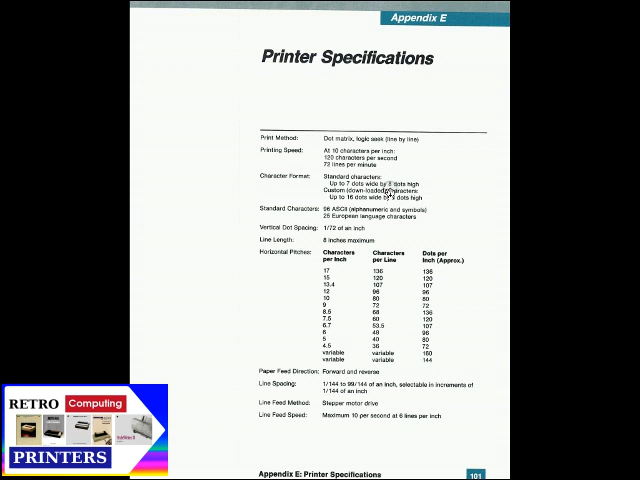 Appendix E
Printer Specifications
Print Method: Dot matrix, logic seek (line by line)
Printing Speed: At 10 characters per inch:
120 characters per second
72 lines per minute
Character Format: Standard characters:
Up to 7 dots wide by 8 dots high
Custom (down-loaded) characters:
Up to 16 dots wide by 8 dots high
Standard Characters: 96 ASCII (alphanumeric and symbols)
25 European language characters
Vertical Dot Spacing: 1/72 of an inch
Line Length: 8 inches maximum
Horizontal Pitches: Characters Characters Dots per
per Inch per Line Inch (Approx.)
17 136 136
15 120 120
13.4 107 107
12 96 96
10 80 80
9 72 72
8.5 68 136
7.5 60 120
6.7 53.5 107
6 48 96
5 40 80
4.5 36 72
variable variable 160
variable variable 144
Paper Feed Direction: Forward and reverse
Line Spacing: 1/144 to 99/144 of an inch, selectable in increments of
1/144 of an inch
Line Feed Method: Stepper motor drive
Line Feed Speed: Maximum 10 per second at 6 lines per inch
RETRO Computing
PRINTERS
Appendix E: Printer Specifications 101